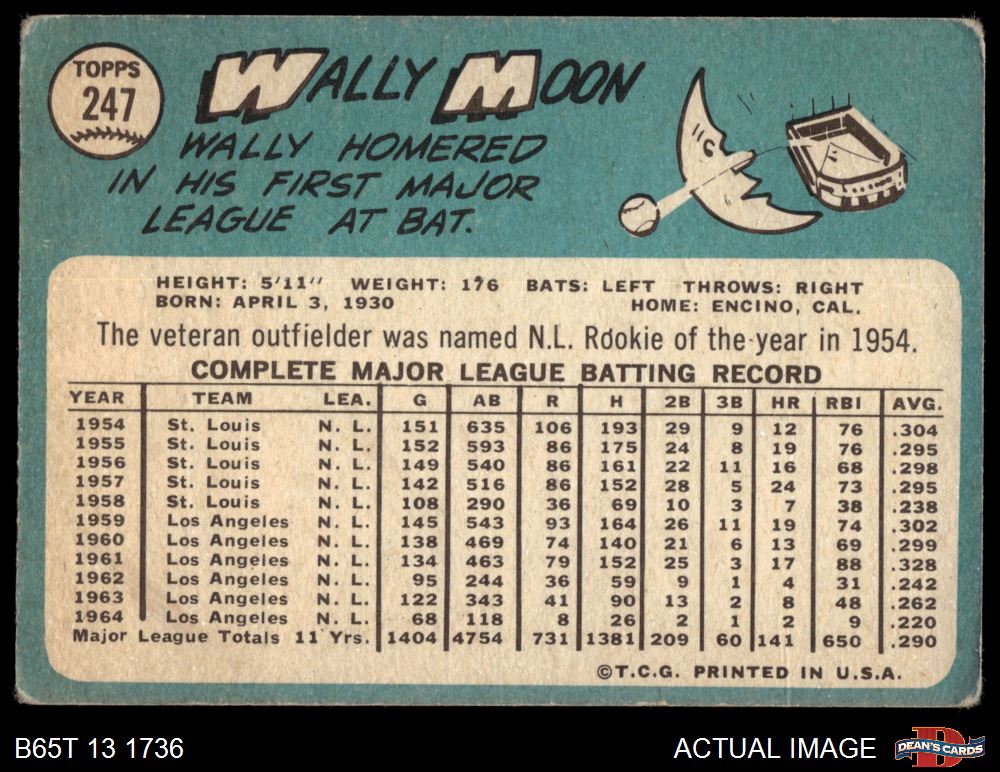 TOPPS
247
WALLY MOON
WALLY HOMERED
IN HIS FIRST MAJOR
LEAGUE AT BAT.
HEIGHT: 5'11" WEIGHT: 176 BATS: LEFT THROWS: RIGHT
BORN: APRIL 3, 1930 HOME: ENCINO, CAL.
The veteran outfielder was named N.L. Rookie of the year in 1954.
COMPLETE MAJOR LEAGUE BATTING RECORD
YEAR TEAM LEA. G AB R H 2B 3B HR RBI AVG.
1954 St. Louis N. L. 151 635 106 193 29 9 12 76 .304
1955 St. Louis N. L. 152 593 86 175 24 8 19 76 .295
1956 St. Louis N. L. 149 540 86 161 22 11 16 68 .298
1957 St. Louis N. L. 142 516 86 152 28 5 24 73 .295
1958 St. Louis N. L. 108 290 36 69 10 3 7 38 .238
1959 Los Angeles N. L. 145 543 93 164 26 11 19 74 .302
1960 Los Angeles N. L. 138 469 74 140 21 6 13 69 .299
1961 Los Angeles N. L. 134 463 79 152 25 3 17 88 .328
1962 Los Angeles N. L. 95 244 36 59 9 1 4 31 .242
1963 Los Angeles N. L. 122 343 41 90 13 2 8 48 .262
1964 Los Angeles N. L. 68 118 8 26 2 1 2 9 .220
Major League Totals 11 Yrs. 1404 4754 731 1381 209 60 141 650 .290
©T.C.G. PRINTED IN U.S.A.
B65T 13 1736
ACTUAL IMAGE
D
DEAN'S CARDS